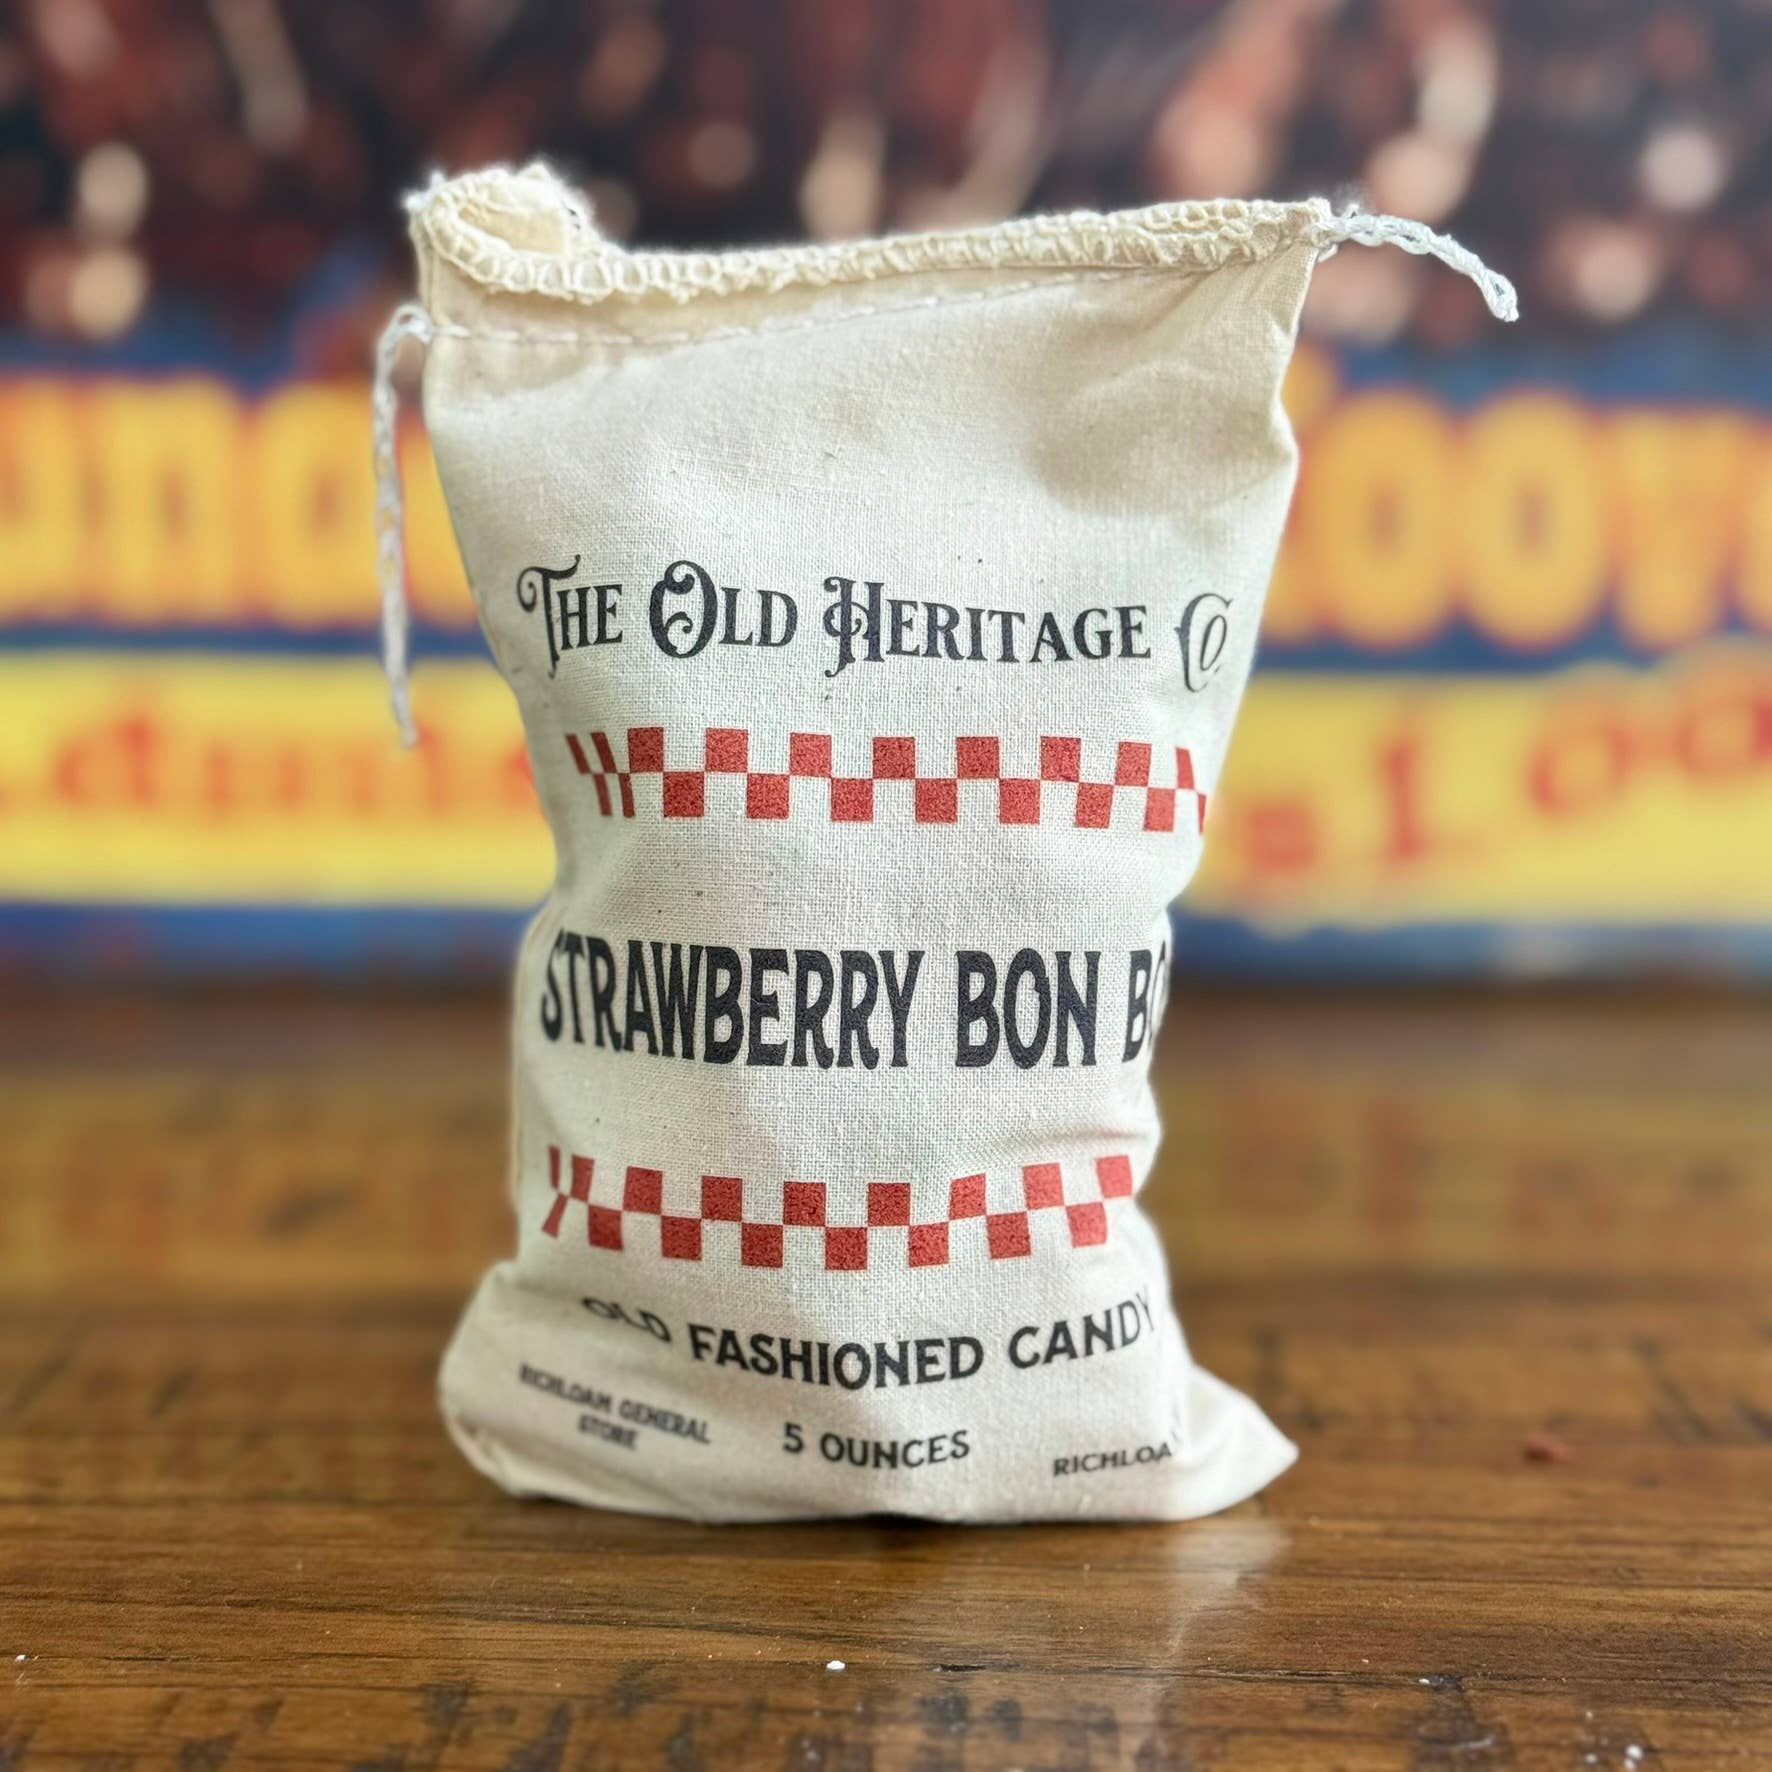 The Old Heritage Co.
STRAWBERRY BON BO
OLD FASHIONED CANDY
RICHLOAM GENERAL
STORE
5 OUNCES
RICHLOA